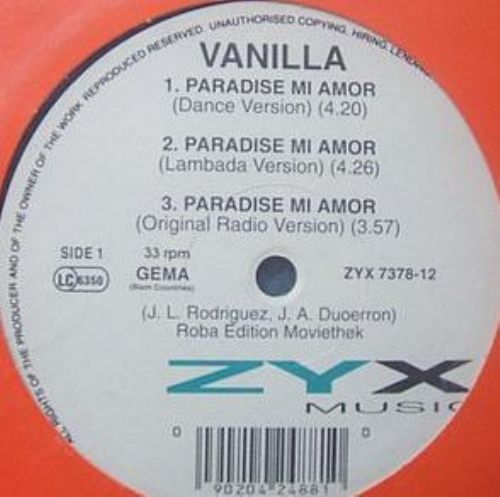 ALL RIGHTS OF THE PRODUCER AND OF THE OWNER OF THE WORK REPRODUCED RESERVED. UNAUTHORISED COPYING, HIRING, LENDING
VANILLA
1. PARADISE MI AMOR
(Dance Version) (4.20)
2. PARADISE MI AMOR
(Lambada Version) (4.26)
3. PARADISE MI AMOR
(Original Radio Version) (3.57)
SIDE 1 33 rpm
LC 6350 GEMA ZYX 7378-12
(Biem Countries)
(J. L. Rodriguez, J. A. Duoerron)
Roba Edition Moviethek
ZYX
MUSIC
0 0
90204 24881